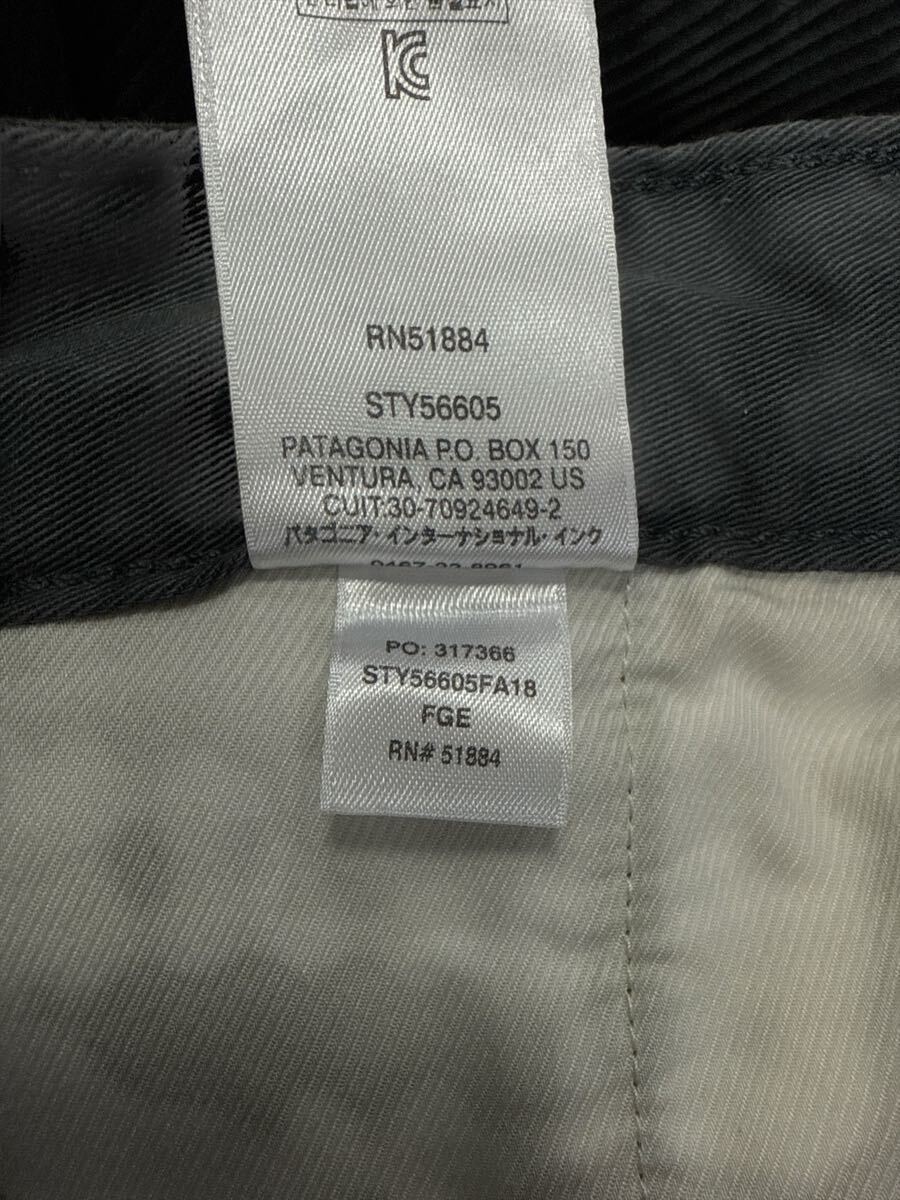 RN51884
STY56605
PATAGONIA P.O. BOX 150
VENTURA, CA 93002 US
CUIT:30-70924649-2
パタゴニア・インターナショナル・インク
PO: 317366
STY56605FA18
FGE
RN# 51884